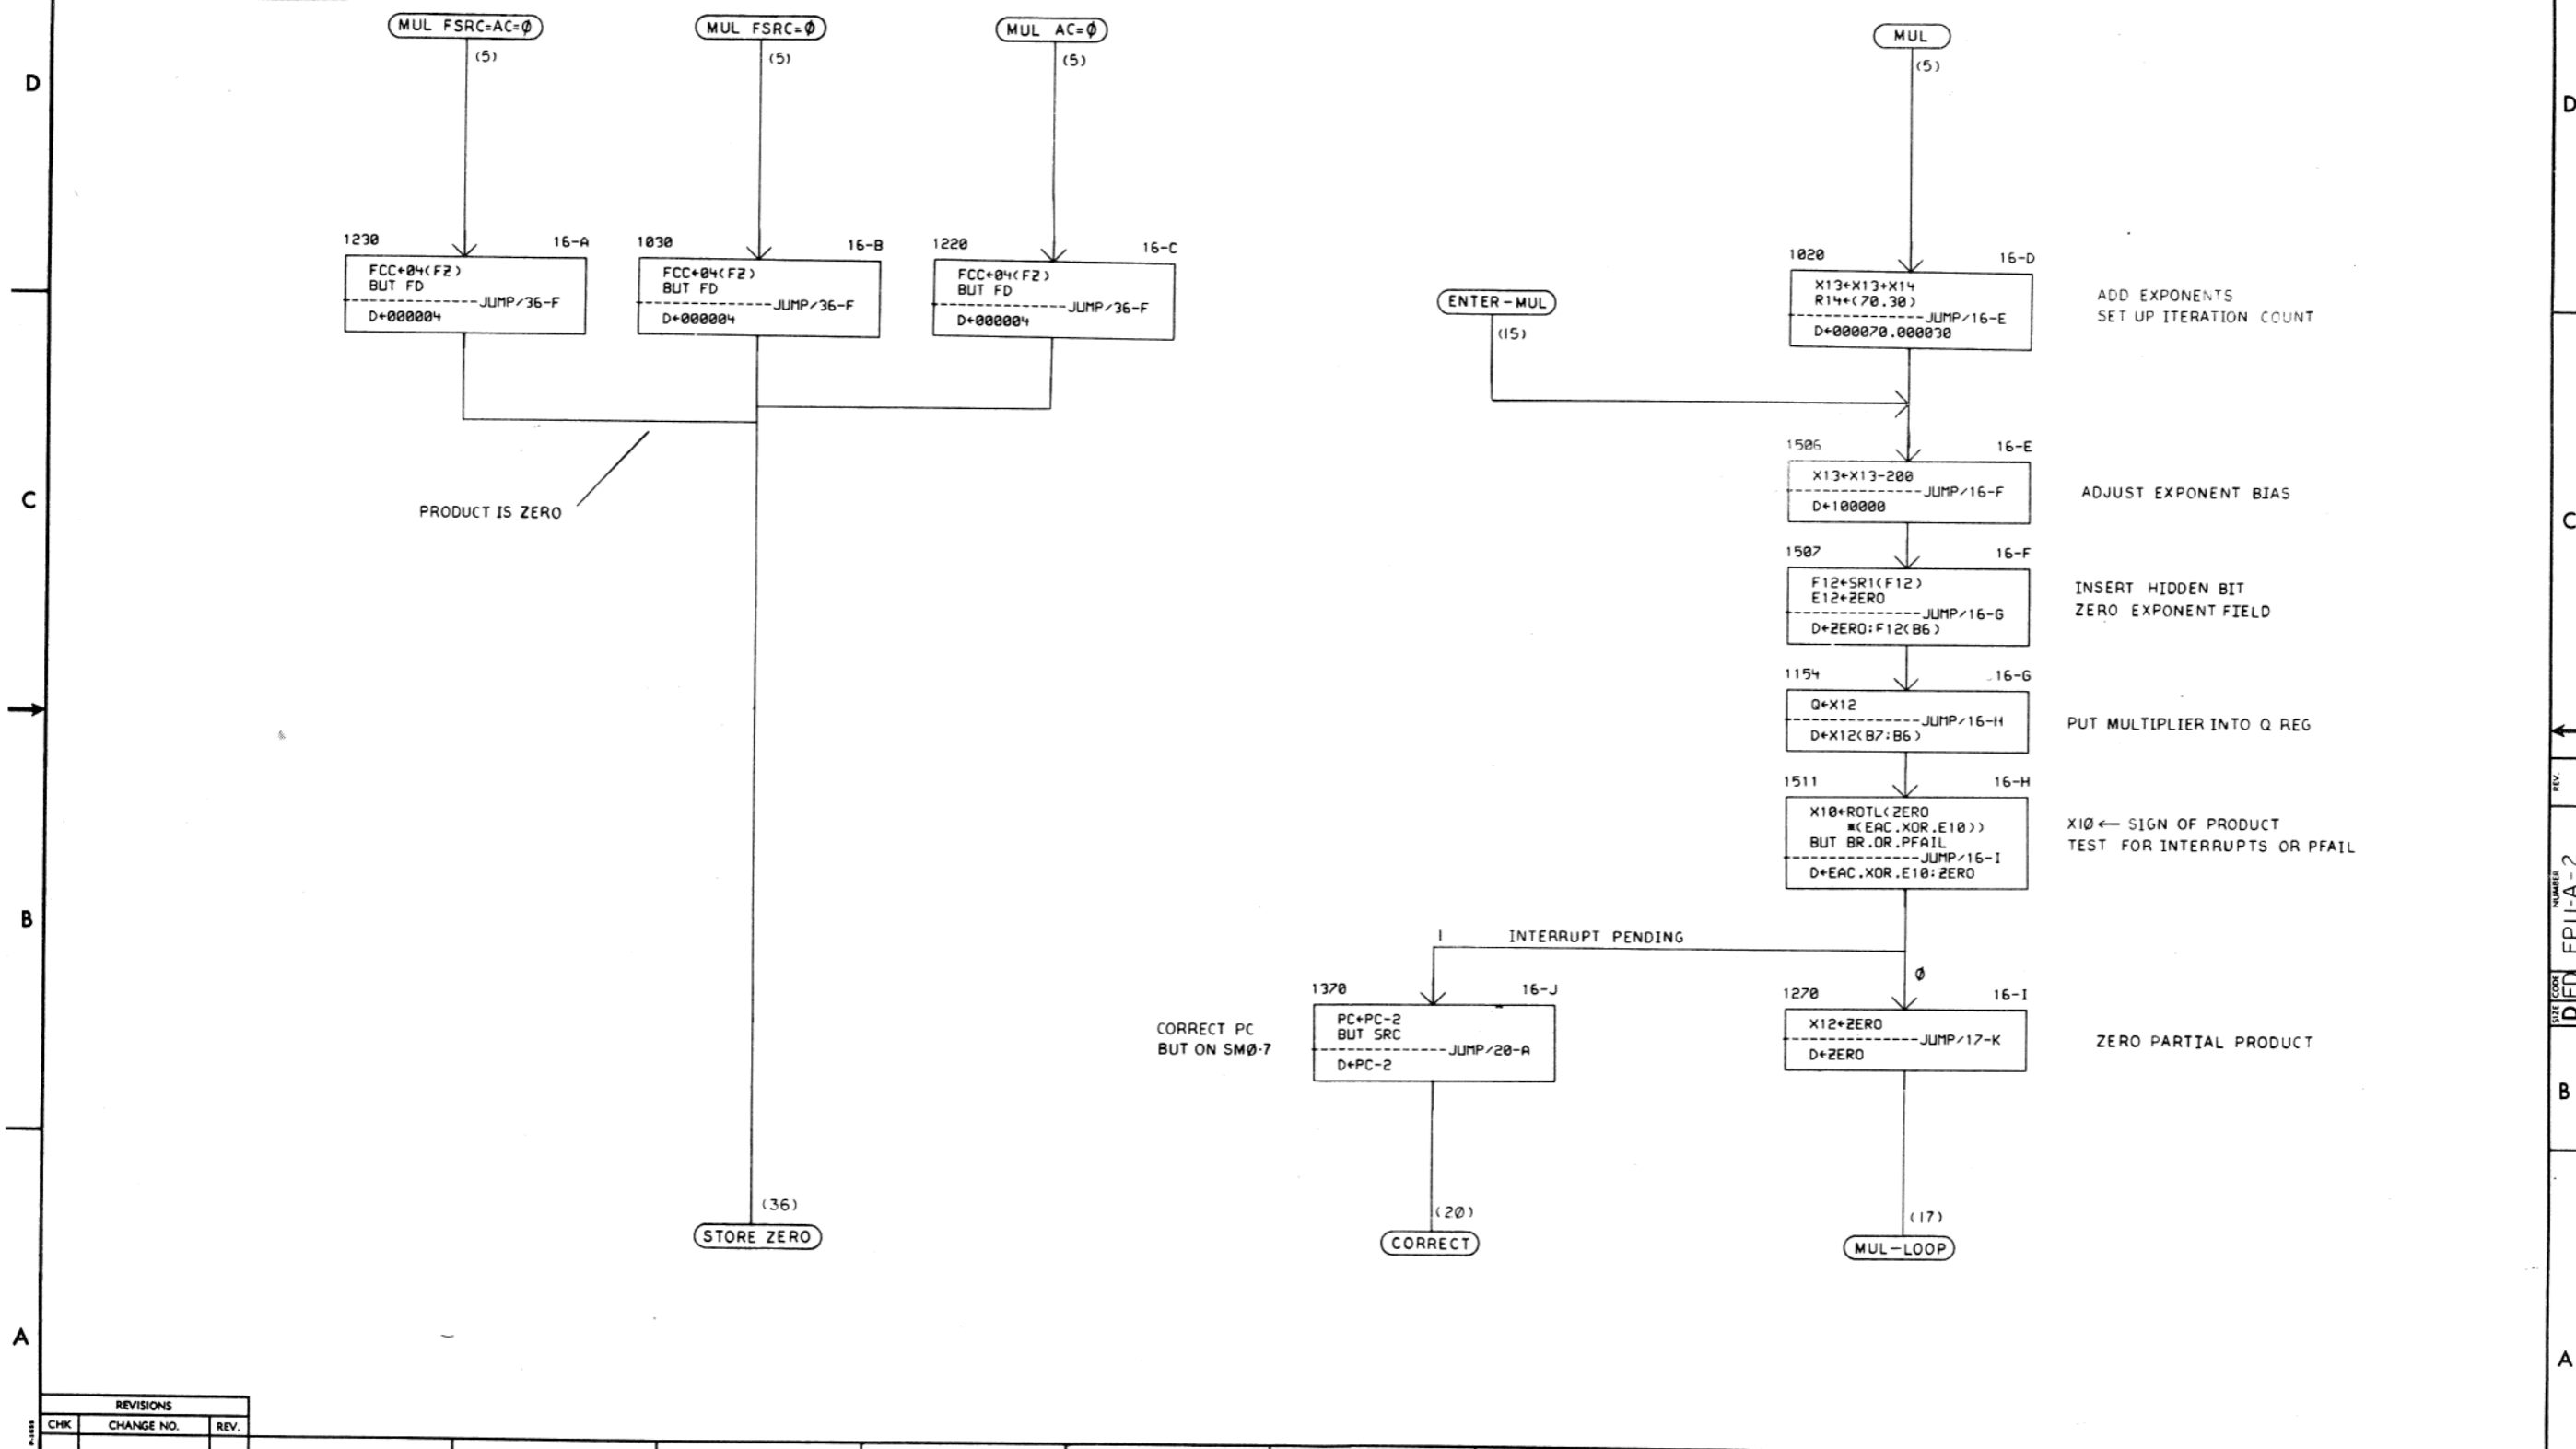 MUL FSRC=AC=Ø
(5)
MUL FSRC=Ø
(5)
MUL AC=Ø
(5)
MUL
(5)
D
D
1230 16-A
FCC←04(F2)
BUT FD
JUMP/36-F
D←000004
1030 16-B
FCC←04(F2)
BUT FD
JUMP/36-F
D←000004
1220 16-C
FCC←04(F2)
BUT FD
JUMP/36-F
D←000004
PRODUCT IS ZERO
(36)
STORE ZERO
ENTER-MUL
(15)
1020 16-D
X13←X13+X14
R14←(70.30)
JUMP/16-E
D←000070.000030
ADD EXPONENTS
SET UP ITERATION COUNT
1506 16-E
X13←X13-200
JUMP/16-F
D←100000
ADJUST EXPONENT BIAS
C
C
1507 16-F
F12←SR1(F12)
E12←ZERO
JUMP/16-G
D←ZERO:F12(B6)
INSERT HIDDEN BIT
ZERO EXPONENT FIELD
1154 16-G
Q←X12
JUMP/16-H
D←X12(B7:B6)
PUT MULTIPLIER INTO Q REG
1511 16-H
X10←ROTL(ZERO
*(EAC.XOR.E10))
BUT BR.OR.PFAIL
JUMP/16-I
D←EAC.XOR.E10:ZERO
X1Ø ← SIGN OF PRODUCT
TEST FOR INTERRUPTS OR PFAIL
B
1 INTERRUPT PENDING
Ø
1370 16-J
PC←PC-2
BUT SRC
JUMP/20-A
D←PC-2
CORRECT PC
BUT ON SMØ·7
1270 16-I
X12←ZERO
JUMP/17-K
D←ZERO
ZERO PARTIAL PRODUCT
B
(2Ø)
CORRECT
(17)
MUL-LOOP
A
A
REVISIONS
CHK CHANGE NO. REV.
REV.
NUMBER
SIZE CODE
D FD